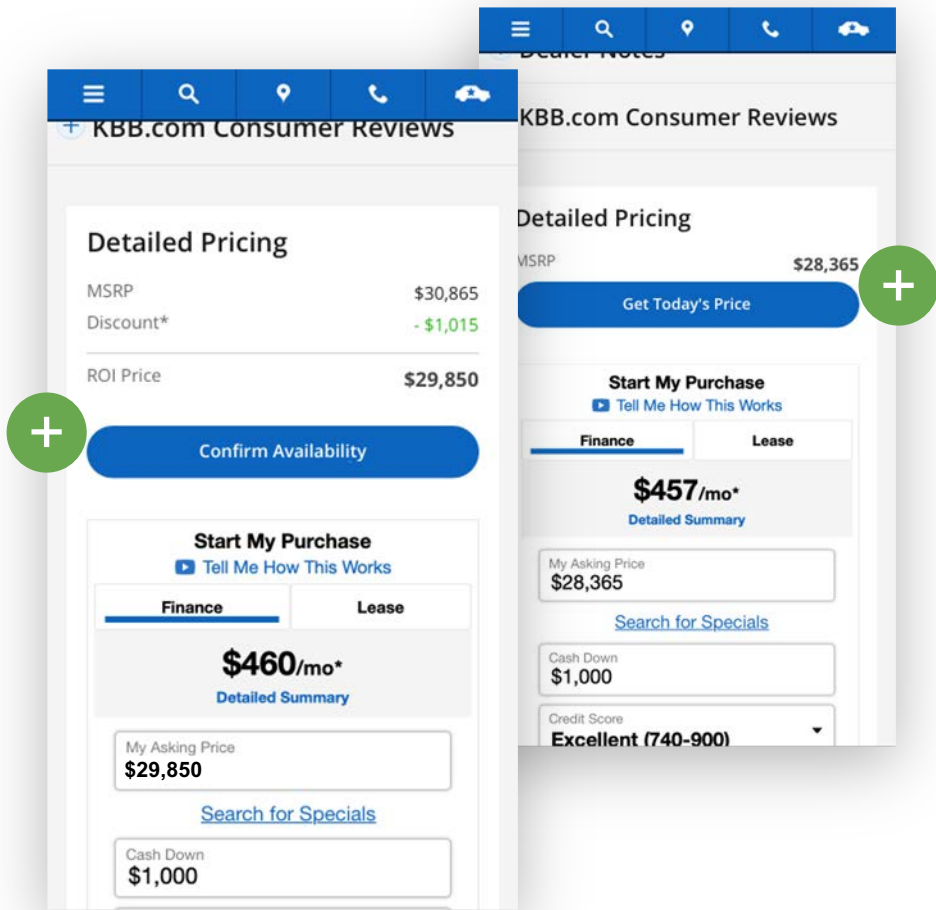 KBB.com Consumer Reviews
Detailed Pricing
MSRP $30,865
Discount* - $1,015
ROI Price $29,850
Confirm Availability
Start My Purchase
Tell Me How This Works
Finance Lease
$460/mo*
Detailed Summary
My Asking Price
$29,850
Search for Specials
Cash Down
$1,000
Dealer Notes
KBB.com Consumer Reviews
Detailed Pricing
MSRP $28,365
Get Today's Price
Start My Purchase
Tell Me How This Works
Finance Lease
$457/mo*
Detailed Summary
My Asking Price
$28,365
Search for Specials
Cash Down
$1,000
Credit Score
Excellent (740-900)